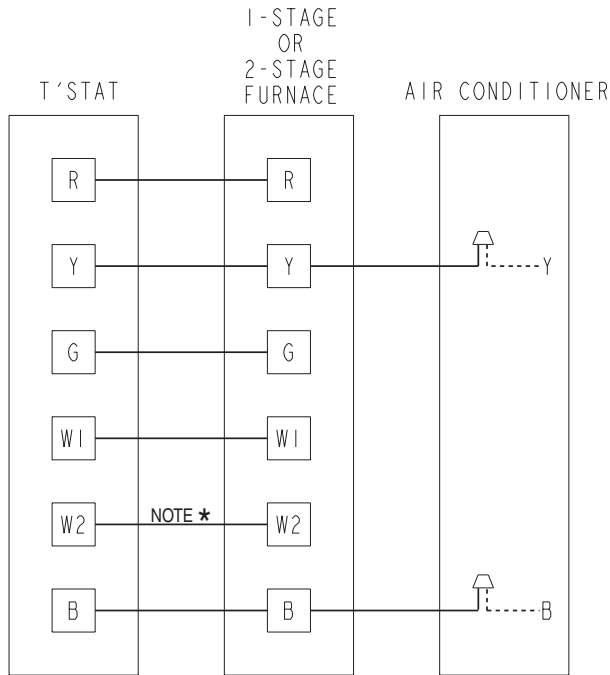 1-STAGE
OR
2-STAGE
FURNACE
T'STAT
AIR CONDITIONER
R R
Y Y Y
G G
W1 W1
W2 NOTE * W2
B B B